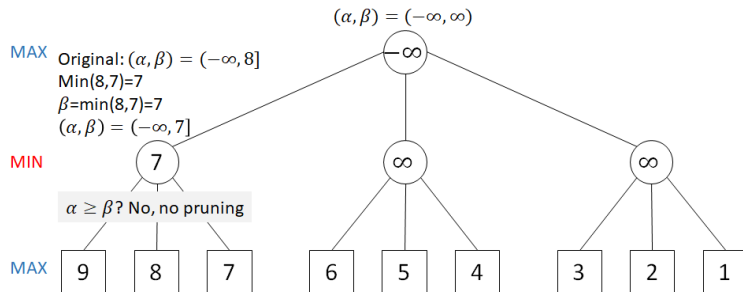 (α, β) = (−∞, ∞)
MAX
Original: (α, β) = (−∞, 8]
−∞
Min(8,7)=7
β=min(8,7)=7
(α, β) = (−∞, 7]
MIN
7
∞
∞
α ≥ β? No, no pruning
MAX
9
8
7
6
5
4
3
2
1